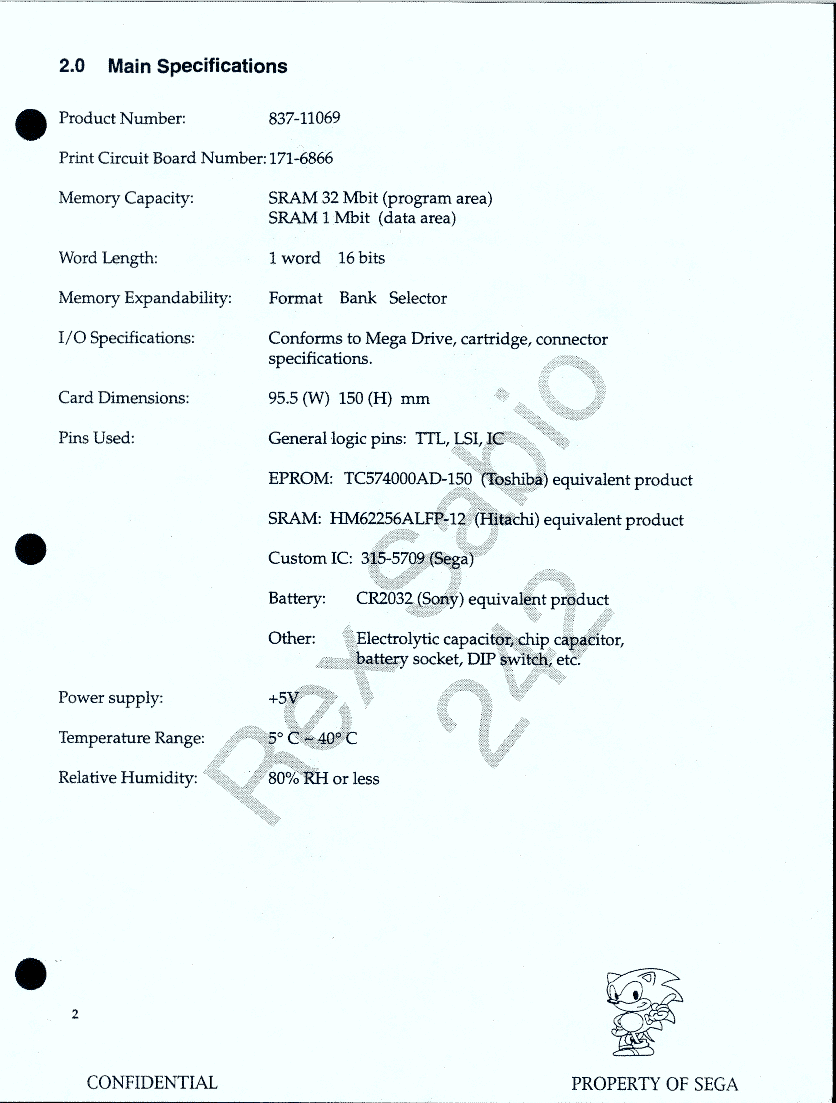 2.0 Main Specifications
Product Number: 837-11069
Print Circuit Board Number: 171-6866
Memory Capacity: SRAM 32 Mbit (program area)
SRAM 1 Mbit (data area)
Word Length: 1 word 16 bits
Memory Expandability: Format Bank Selector
I/O Specifications: Conforms to Mega Drive, cartridge, connector
specifications.
Card Dimensions: 95.5 (W) 150 (H) mm
Pins Used: General logic pins: TTL, LSI, IC
EPROM: TC574000AD-150 (Toshiba) equivalent product
SRAM: HM62256ALFP-12 (Hitachi) equivalent product
Custom IC: 315-5709 (Sega)
Battery: CR2032 (Sony) equivalent product
Other: Electrolytic capacitor, chip capacitor,
battery socket, DIP switch, etc.
Power supply: +5V
Temperature Range: 5° C ~ 40° C
Relative Humidity: 80% RH or less
Rex Sabio
242
2
CONFIDENTIAL PROPERTY OF SEGA